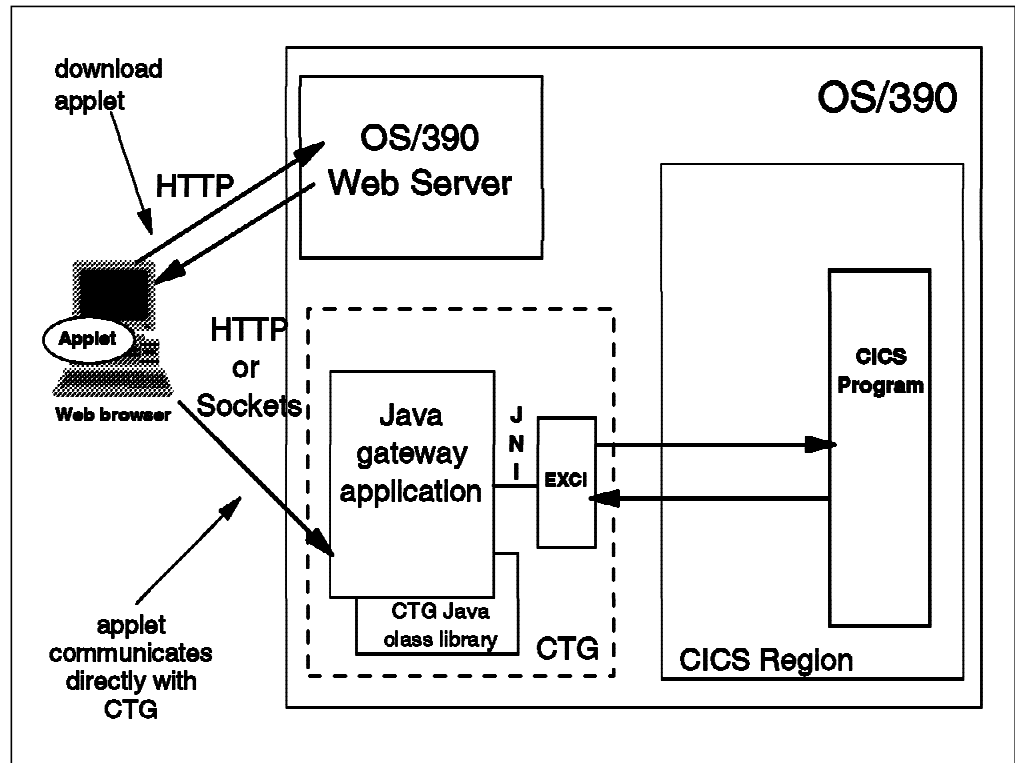 download
applet
OS/390
OS/390
Web Server
HTTP
Applet
Web browser
HTTP
or
Sockets
Java
gateway
application
J
N
I
EXCI
CICS
Program
CTG Java
class library
CTG
CICS Region
applet
communicates
directly with
CTG